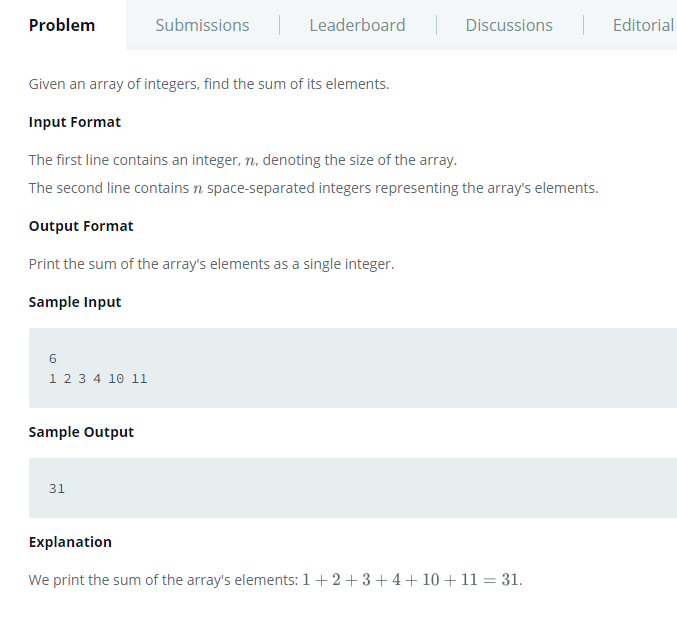 Problem
Submissions
Leaderboard
Discussions
Editorial
Given an array of integers, find the sum of its elements.
Input Format
The first line contains an integer, n, denoting the size of the array.
The second line contains n space-separated integers representing the array's elements.
Output Format
Print the sum of the array's elements as a single integer.
Sample Input
6
1 2 3 4 10 11
Sample Output
31
Explanation
We print the sum of the array's elements: 1 + 2 + 3 + 4 + 10 + 11 = 31.